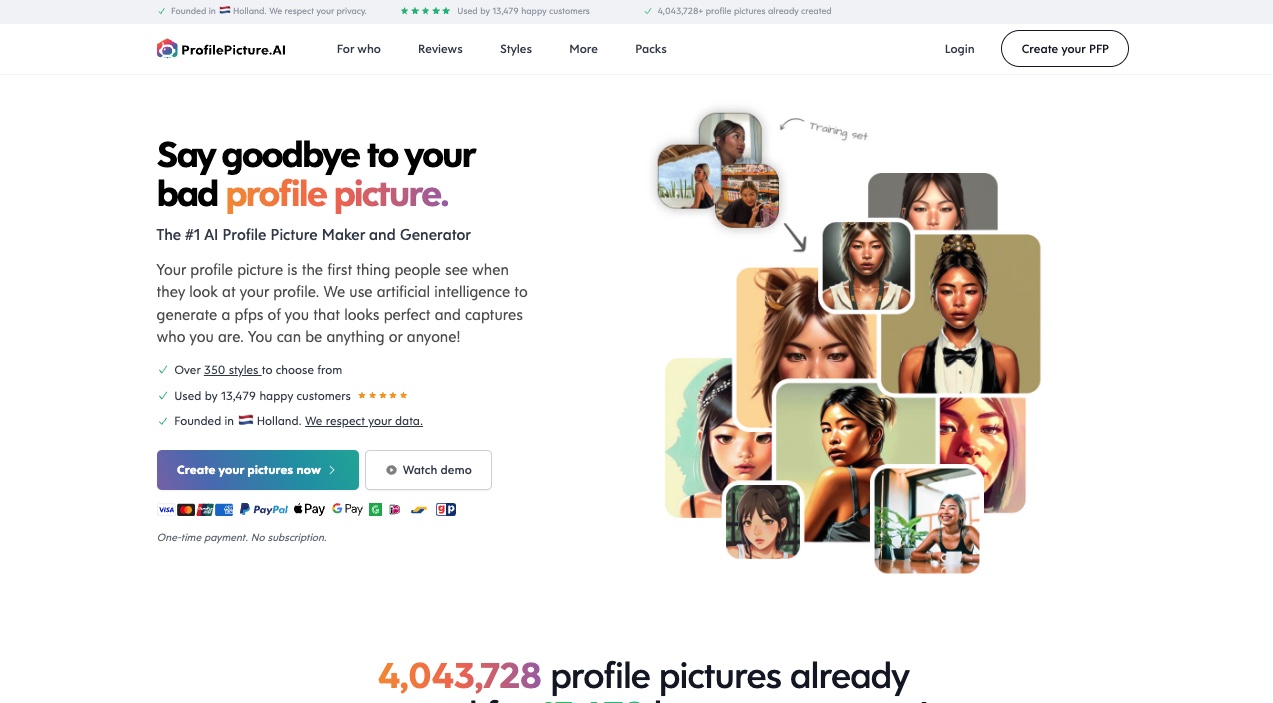 Founded in Holland. We respect your privacy.
Used by 13,479 happy customers
4,043,728+ profile pictures already created
ProfilePicture.AI
For who
Reviews
Styles
More
Packs
Login
Create your PFP
Say goodbye to your
bad profile picture.
The #1 AI Profile Picture Maker and Generator
Your profile picture is the first thing people see when
they look at your profile. We use artificial intelligence to
generate a pfps of you that looks perfect and captures
who you are. You can be anything or anyone!
Over 350 styles to choose from
Used by 13,479 happy customers
Founded in Holland. We respect your data.
Create your pictures now
Watch demo
VISA PayPal Pay G Pay
One-time payment. No subscription.
Training set
4,043,728 profile pictures already